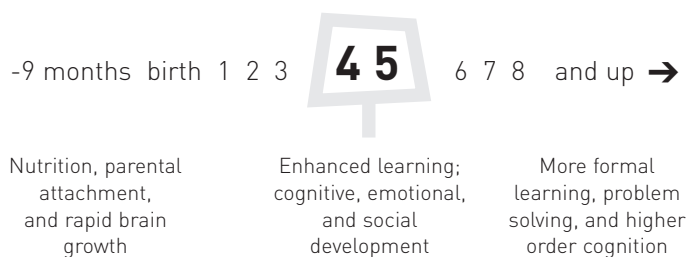 -9 months birth 1 2 3 4 5 6 7 8 and up →
Nutrition, parental
attachment,
and rapid brain
growth
Enhanced learning;
cognitive, emotional,
and social
development
More formal
learning, problem
solving, and higher
order cognition